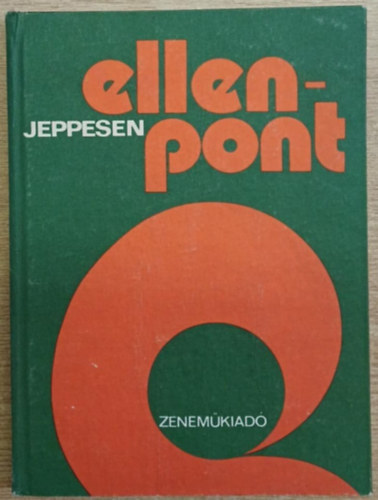 ellen-
JEPPESEN
pont
ZENEMŰKIADÓ